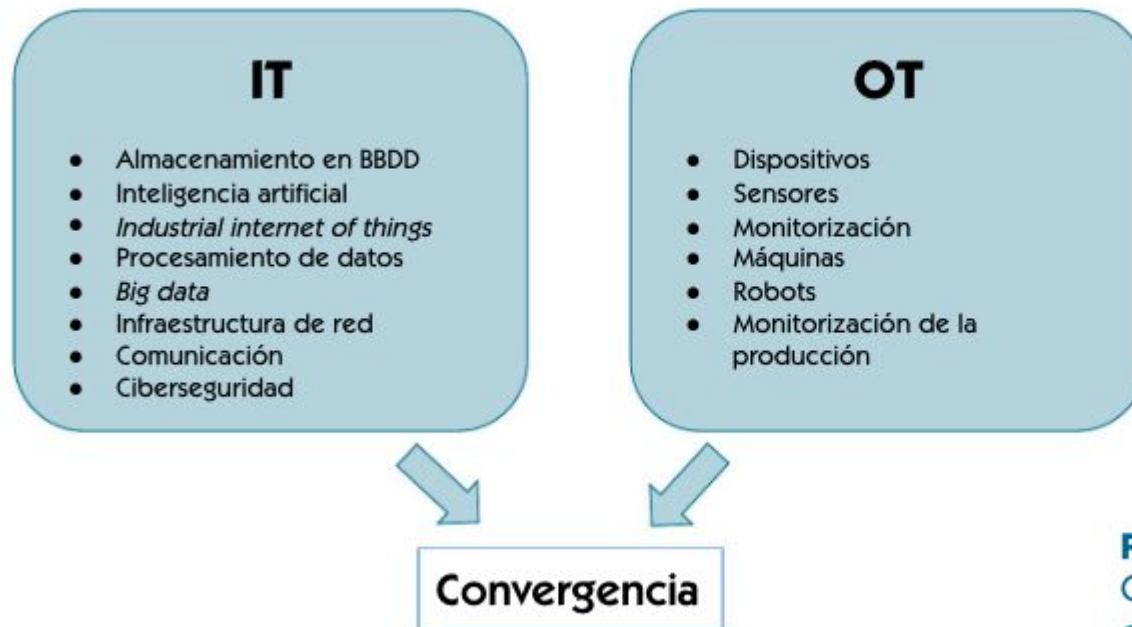 IT
• Almacenamiento en BBDD
• Inteligencia artificial
• Industrial internet of things
• Procesamiento de datos
• Big data
• Infraestructura de red
• Comunicación
• Ciberseguridad
OT
• Dispositivos
• Sensores
• Monitorización
• Máquinas
• Robots
• Monitorización de la
producción
Convergencia